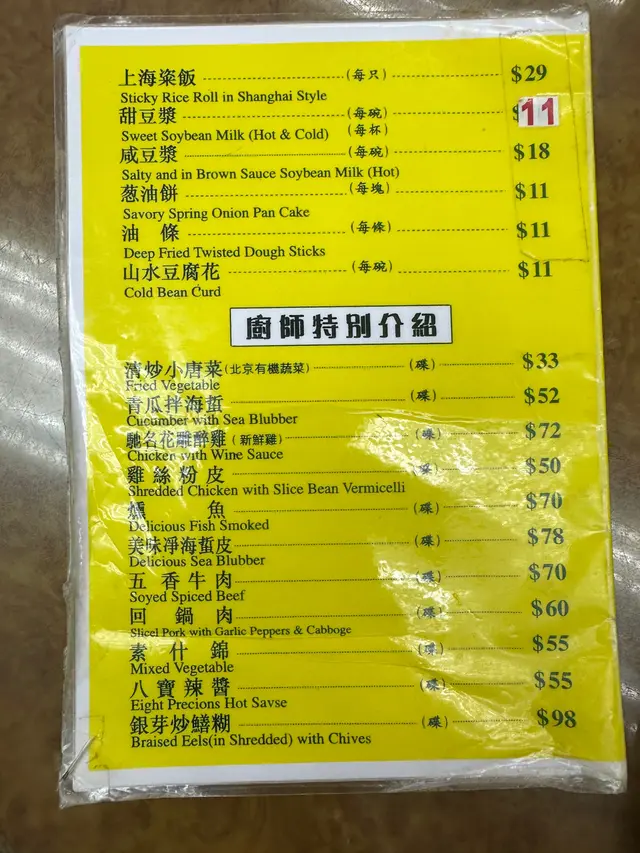 上海粢飯 (每只) $29
Sticky Rice Roll in Shanghai Style
甜豆漿 (每碗) $11
Sweet Soybean Milk (Hot & Cold) (每杯)
咸豆漿 (每碗) $18
Salty and in Brown Sauce Soybean Milk (Hot)
葱油餅 (每塊) $11
Savory Spring Onion Pan Cake
油條 (每條) $11
Deep Fried Twisted Dough Sticks
山水豆腐花 (每碗) $11
Cold Bean Curd
廚師特別介紹
清炒小唐菜(北京有機蔬菜) (碟) $33
Fried Vegetable
青瓜拌海蜇 (碟) $52
Cucumber with Sea Blubber
馳名花雕醉雞(新鮮雞) (碟) $72
Chicken with Wine Sauce
雞絲粉皮 (碟) $50
Shredded Chicken with Slice Bean Vermicelli
燻魚 (碟) $70
Delicious Fish Smoked
美味凈海蜇皮 (碟) $78
Delicious Sea Blubber
五香牛肉 (碟) $70
Soyed Spiced Beef
回鍋肉 (碟) $60
Slicel Pork with Garlic Peppers & Cabboge
素什錦 (碟) $55
Mixed Vegetable
八寶辣醬 (碟) $55
Eight Precions Hot Savse
銀芽炒鱔糊 (碟) $98
Braised Eels(in Shredded) with Chives